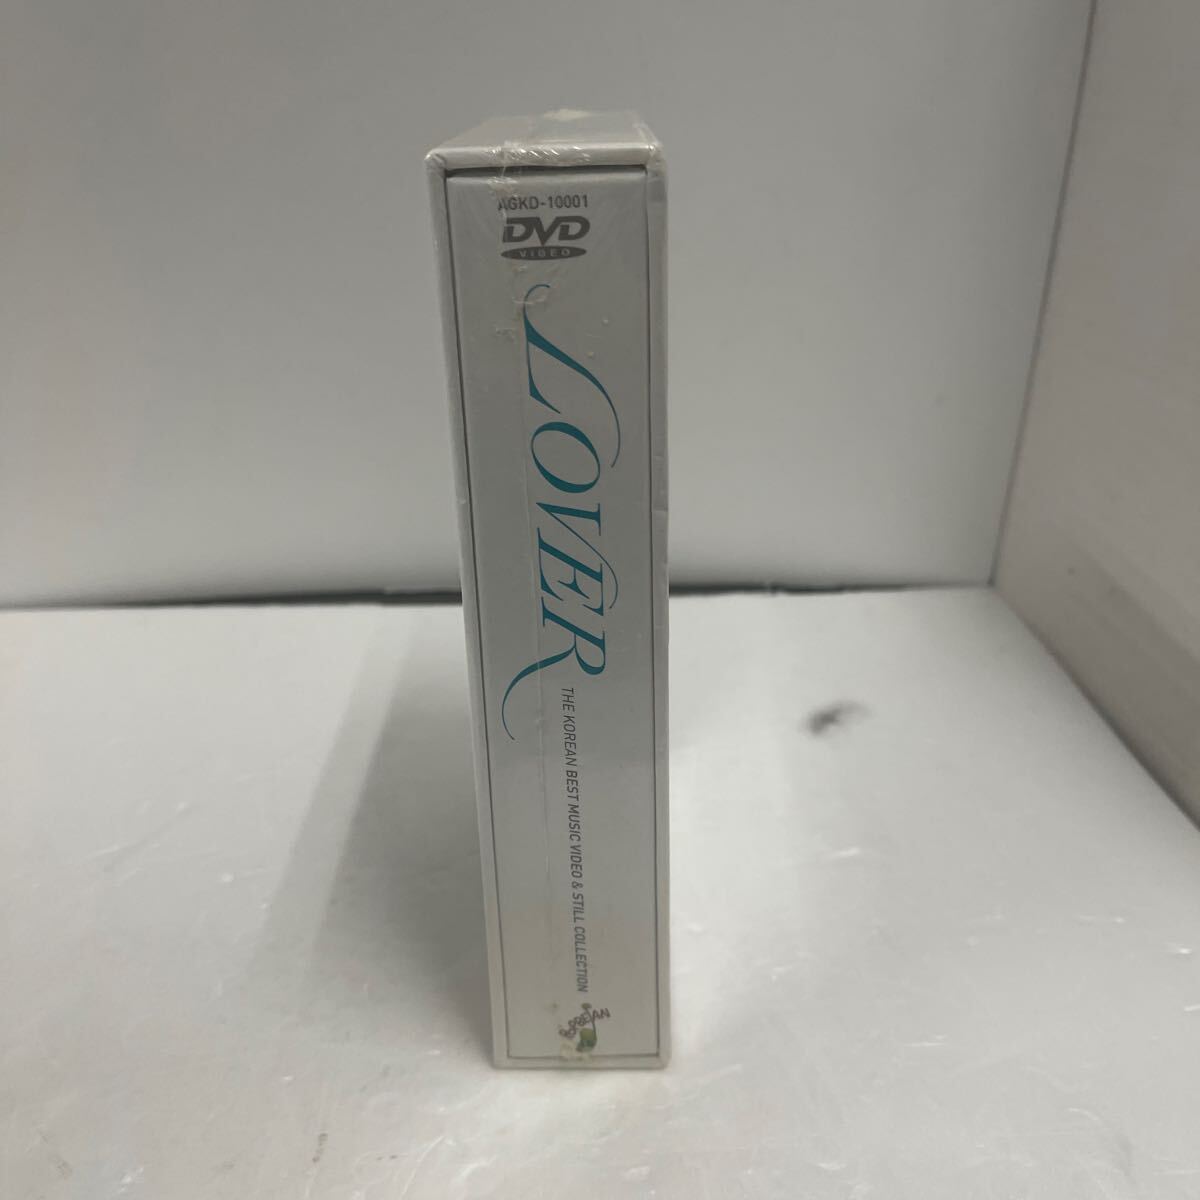 AGKD-10001
DVD
VIDEO
LOVER
THE KOREAN BEST MUSIC VIDEO & STILL COLLECTION